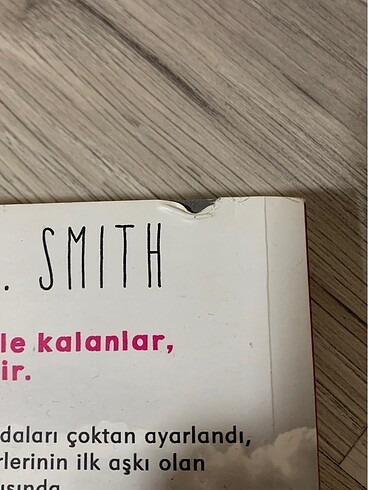 . SMITH
le kalanlar,
ir.
daları çoktan ayarlandı,
rlerinin ilk aşkı olan